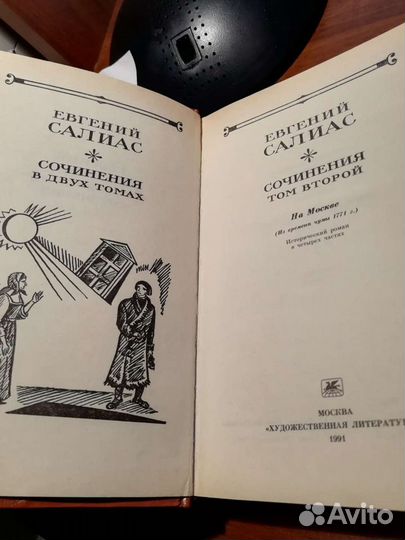 ЕВГЕНИЙ
САЛИАС
*
СОЧИНЕНИЯ
В ДВУХ ТОМАХ
ЕВГЕНИЙ
САЛИАС
*
СОЧИНЕНИЯ
ТОМ ВТОРОЙ
На Москве
(Из времени чумы 1771 г.)
Исторический роман
в четырех частях
МОСКВА
«ХУДОЖЕСТВЕННАЯ ЛИТЕРАТУР
1991
Avito